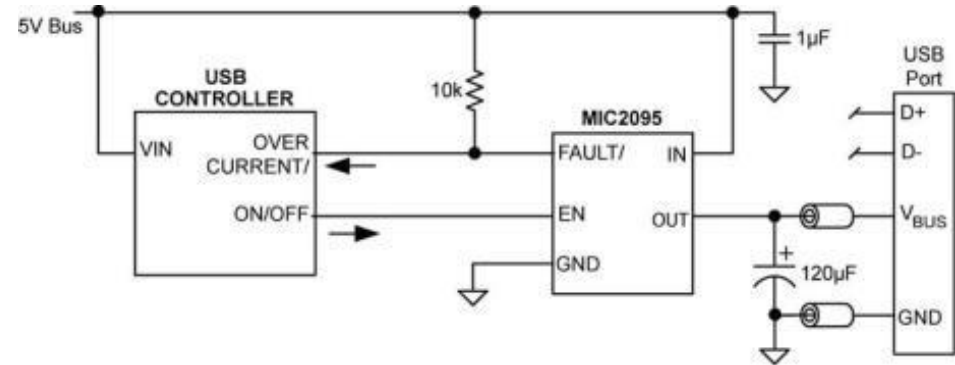 5V Bus
1µF
USB
Port
USB
CONTROLLER
10k
MIC2095
D+
VIN
OVER
CURRENT/
FAULT/
IN
D-
ON/OFF
EN
OUT
VBUS
GND
+
120µF
GND